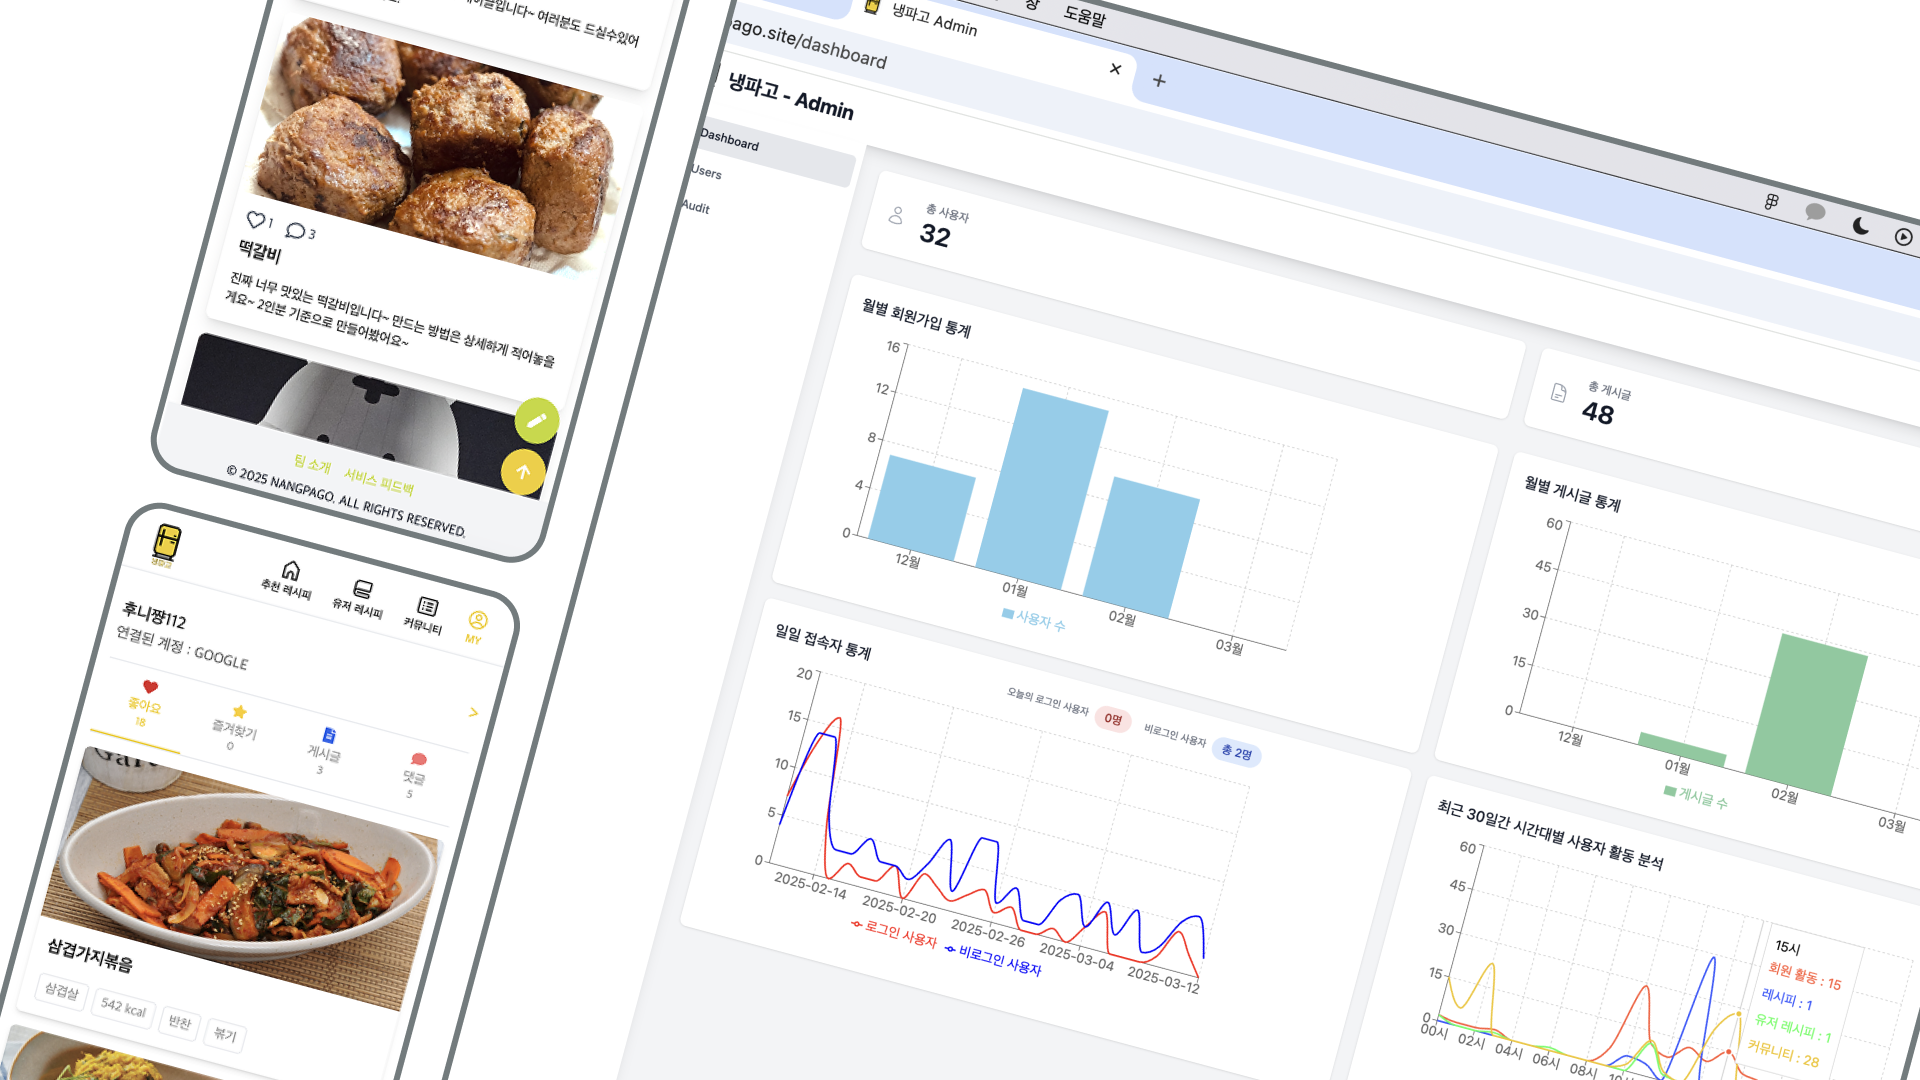 이블입니다~ 여러분도 드실수있어
1
3
떡갈비
진짜 너무 맛있는 떡갈비입니다~ 만드는 방법은 상세하게 적어놓을
게요~ 2인분 기준으로 만들어봤어요~
팀 소개 서비스 피드백
© 2025 NANGPAGO. ALL RIGHTS RESERVED.
냉파고
추천 레시피
유저 레시피
커뮤니티
MY
후니쨩112
연결된 계정 : GOOGLE
>
좋아요
18
즐겨찾기
0
게시글
3
댓글
5
삼겹가지볶음
삼겹살
542 kcal
반찬
볶기
창 도움말
냉파고 Admin
ago.site/dashboard
냉파고 - Admin
Dashboard
Users
Audit
총 사용자
32
총 게시글
48
월별 회원가입 통계
16
12
8
4
0
12월
01월
02월
03월
사용자 수
월별 게시글 통계
60
45
30
15
0
12월
01월
02월
03월
게시글 수
일일 접속자 통계
오늘의 로그인 사용자 0명 비로그인 사용자 총 2명
20
15
10
5
0
2025-02-14
2025-02-20
2025-02-26
2025-03-04
2025-03-12
로그인 사용자
비로그인 사용자
최근 30일간 시간대별 사용자 활동 분석
60
45
30
15
0
00시
02시
04시
06시
08시
15시
회원 활동 : 15
레시피 : 1
유저 레시피 : 1
커뮤니티 : 28